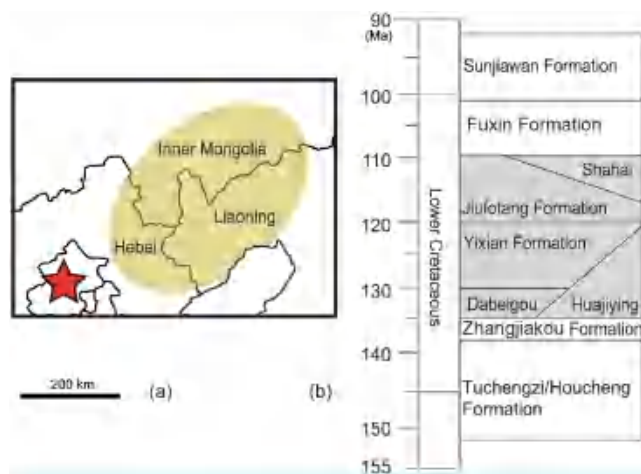 Inner Mongolia
Liaoning
Hebei
200 km
(a)
(b)
90
(Ma)
100
110
120
130
140
150
155
Lower Cretaceous
Sunjiawan Formation
Fuxin Formation
Shahai
Jiufotang Formation
Yixian Formation
Dabeigou
Huajiying
Zhangjiakou Formation
Tuchengzi/Houcheng
Formation